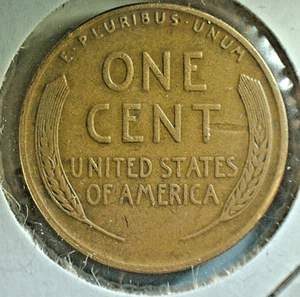 E·PLURIBUS·UNUM
ONE
CENT
UNITED STATES
OF AMERICA